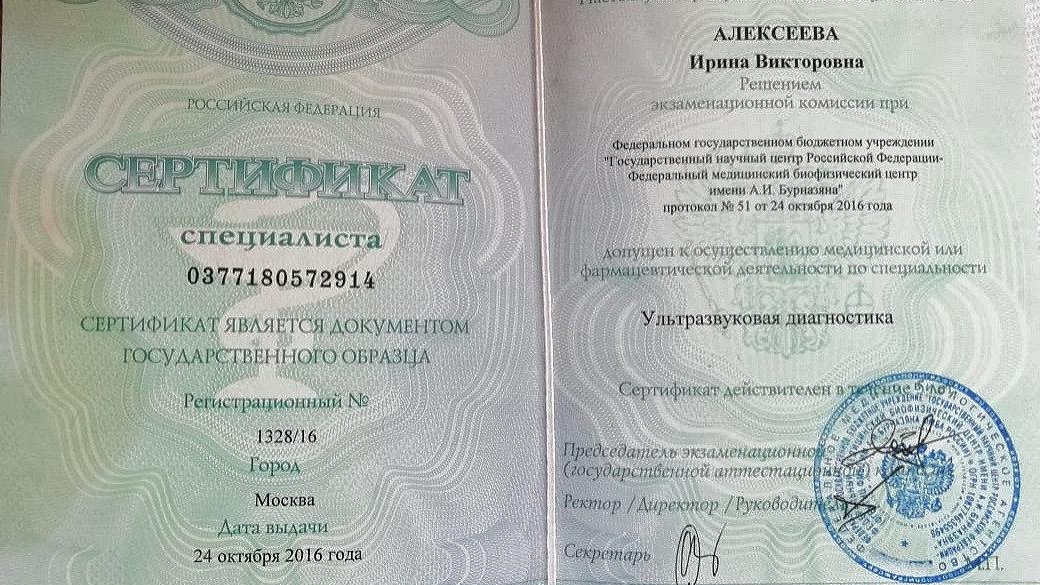 РОССИЙСКАЯ ФЕДЕРАЦИЯ
СЕРТИФИКАТ
специалиста
0377180572914
СЕРТИФИКАТ ЯВЛЯЕТСЯ ДОКУМЕНТОМ
ГОСУДАРСТВЕННОГО ОБРАЗЦА
Регистрационный №
1328/16
Город
Москва
Дата выдачи
24 октября 2016 года
АЛЕКСЕЕВА
Ирина Викторовна
Решением
экзаменационной комиссии при
Федеральном государственном бюджетном учреждении
"Государственный научный центр Российской Федерации-
Федеральный медицинский биофизический центр
имени А.И. Бурназяна"
протокол № 51 от 24 октября 2016 года
допущен к осуществлению медицинской или
фармацевтической деятельности по специальности
Ультразвуковая диагностика
Сертификат действителен в течение
Председатель экзаменационной
(государственной аттестационной)
Ректор /Директор /Руководитель
Секретарь